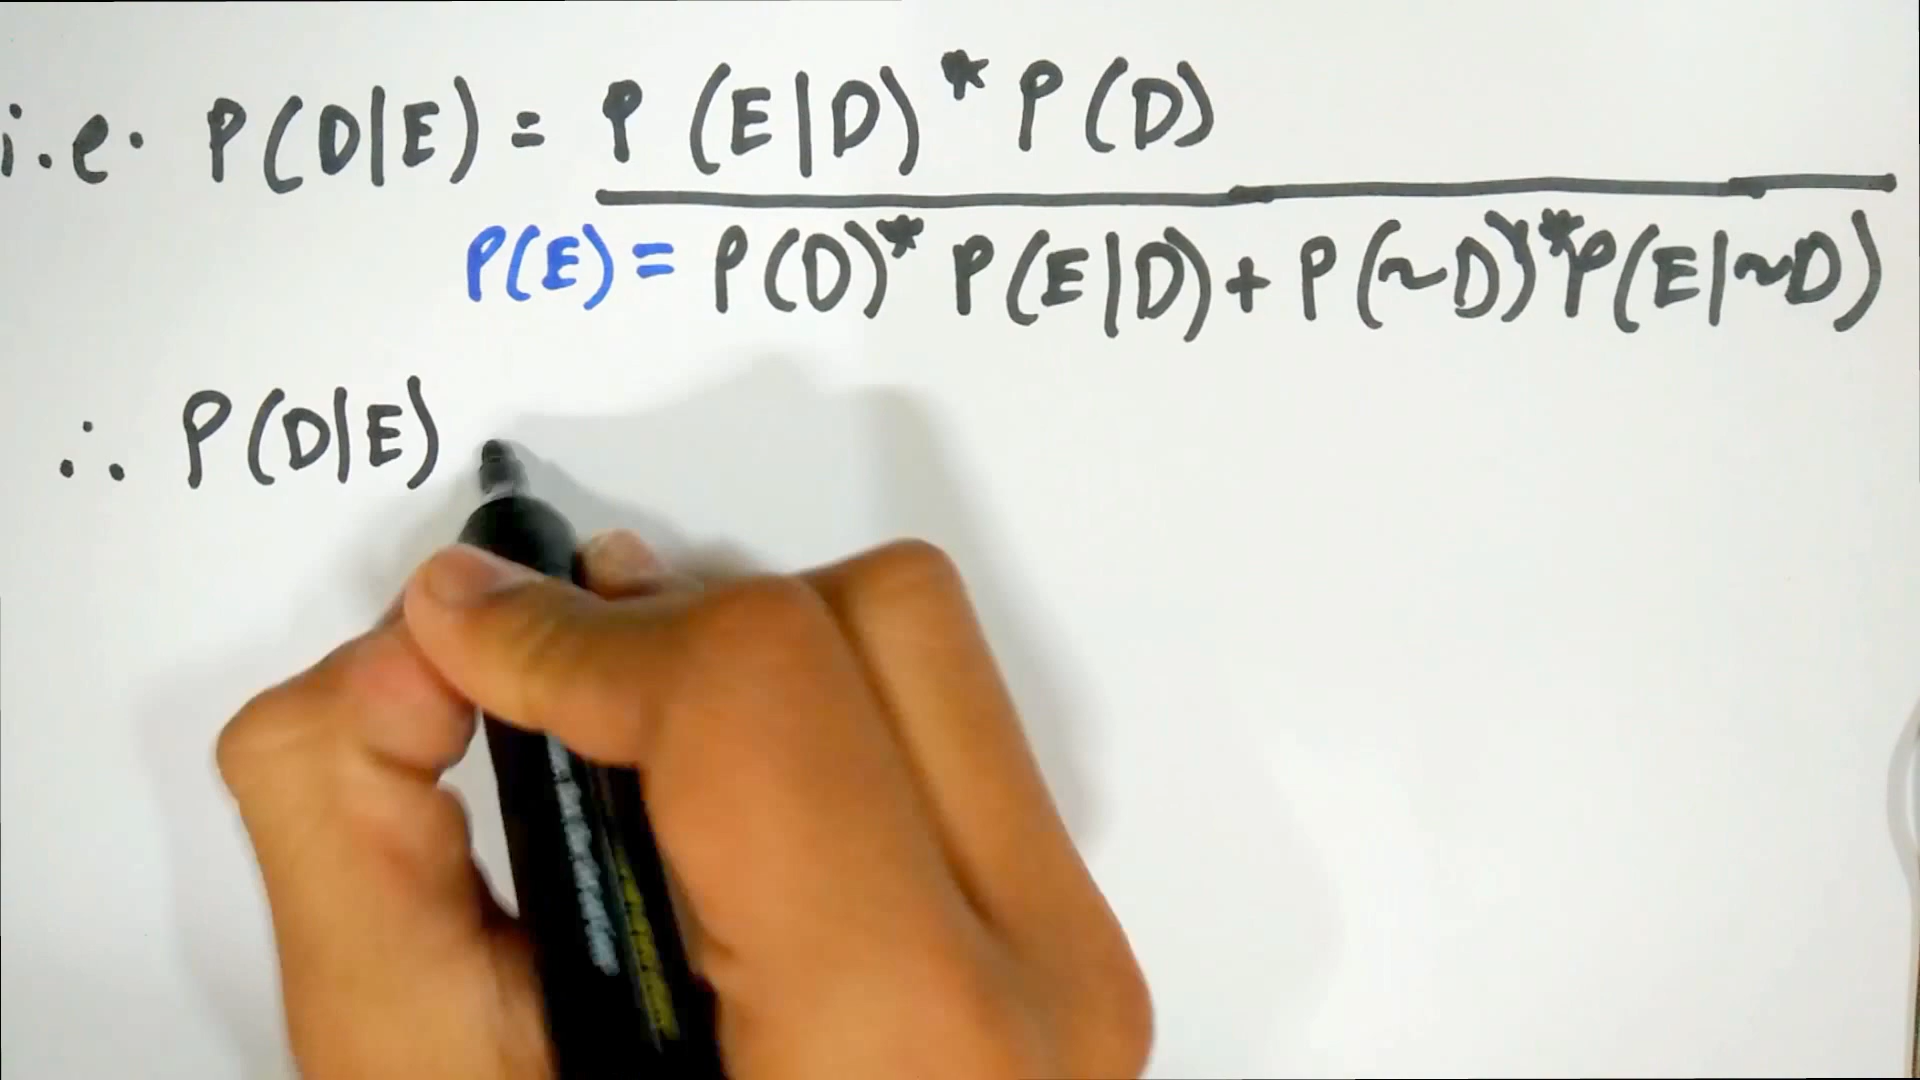 i.e. P(D|E) = P(E|D) * P(D)
P(E) = P(D) * P(E|D) + P(~D) * P(E|~D)
∴ P(D|E)